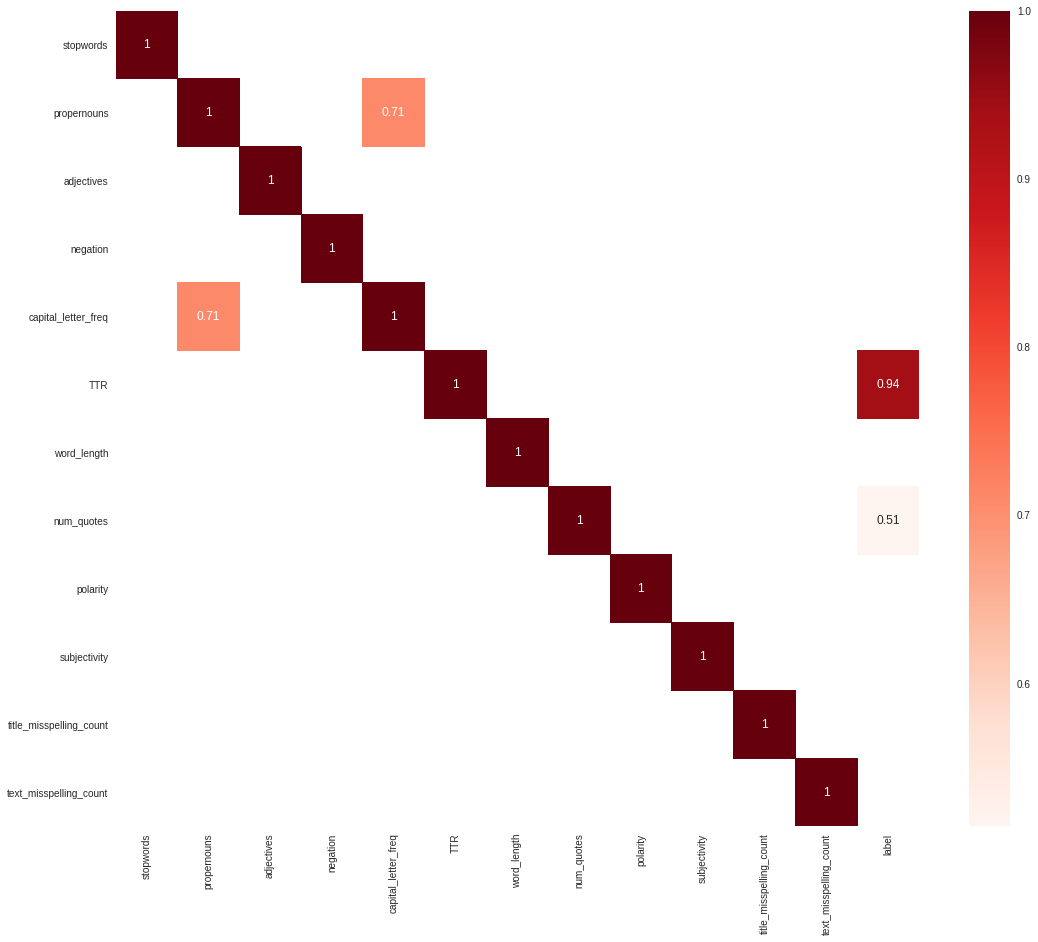 1.0
stopwords 1
propernouns 1 0.71
0.9
adjectives 1
negation 1
capital_letter_freq 0.71 1
0.8
TTR 1 0.94
word_length 1
num_quotes 1 0.51
0.7
polarity 1
subjectivity 1
0.6
title_misspelling_count 1
text_misspelling_count 1
stopwords
propernouns
adjectives
negation
capital_letter_freq
TTR
word_length
num_quotes
polarity
subjectivity
title_misspelling_count
text_misspelling_count
label